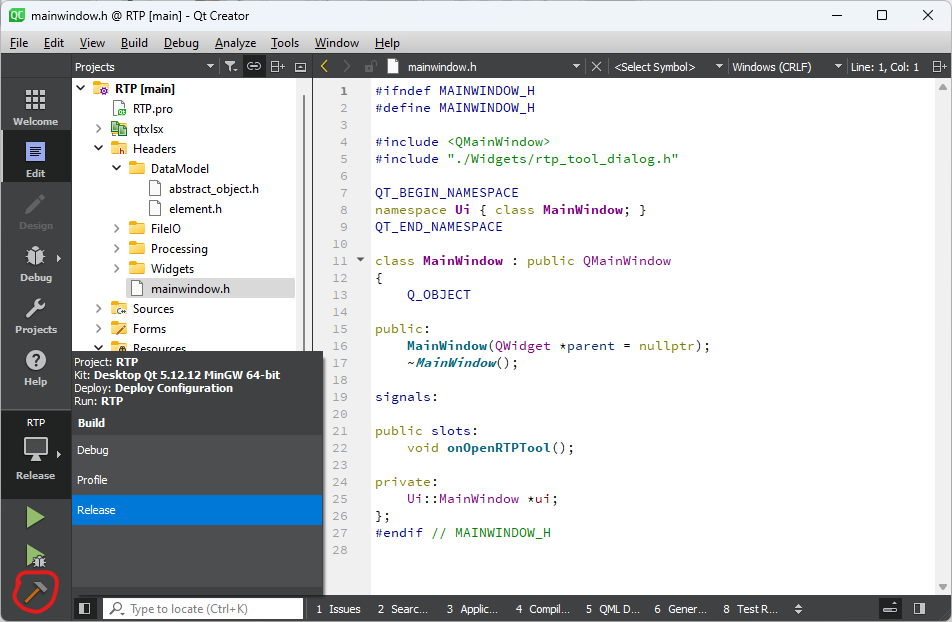 mainwindow.h @ RTP [main] - Qt Creator
File Edit View Build Debug Analyze Tools Window Help
Projects
mainwindow.h
<Select Symbol>
Windows (CRLF)
Line: 1, Col: 1
Welcome
Edit
Design
Debug
Projects
Help
RTP
Release
RTP [main]
RTP.pro
qtxlsx
Headers
DataModel
abstract_object.h
element.h
FileIO
Processing
Widgets
mainwindow.h
Sources
Forms
Resources
Project: RTP
Kit: Desktop Qt 5.12.12 MinGW 64-bit
Deploy: Deploy Configuration
Run: RTP
Build
Debug
Profile
Release
1 #ifndef MAINWINDOW_H
2 #define MAINWINDOW_H
3
4 #include <QMainWindow>
5 #include "./Widgets/rtp_tool_dialog.h"
6
7 QT_BEGIN_NAMESPACE
8 namespace Ui { class MainWindow; }
9 QT_END_NAMESPACE
10
11 class MainWindow : public QMainWindow
12 {
13     Q_OBJECT
14
15 public:
16     MainWindow(QWidget *parent = nullptr);
17     ~MainWindow();
18
19 signals:
20
21 public slots:
22     void onOpenRTPTool();
23
24 private:
25     Ui::MainWindow *ui;
26 };
27 #endif // MAINWINDOW_H
28
Type to locate (Ctrl+K)
1 Issues
2 Searc...
3 Applic...
4 Compil...
5 QML D...
6 Gener...
8 Test R...